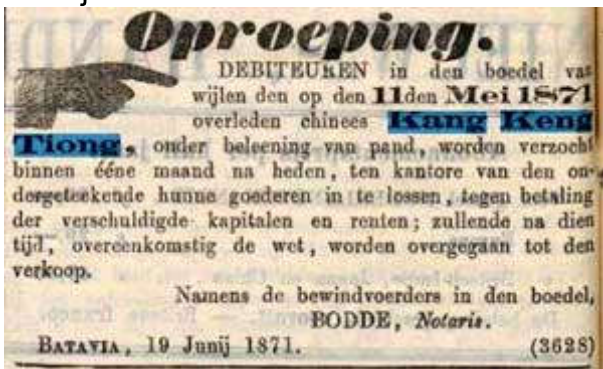 Oproeping.
DEBITEUREN in den boedel van
wijlen den op den 11den Mei 1871
overleden chinees Kang Keng
Tiong, onder beleening van pand, worden verzocht
binnen ééne maand na heden, ten kantore van den on-
dergeteekende hunne goederen in te lossen, tegen betaling
der verschuldigde kapitalen en renten; zullende na dien
tijd, overeenkomstig de wet, worden overgegaan tot den
verkoop.
Namens de bewindvoerders in den boedel,
BODDE, Notaris.
BATAVIA, 19 Junij 1871. (3628)